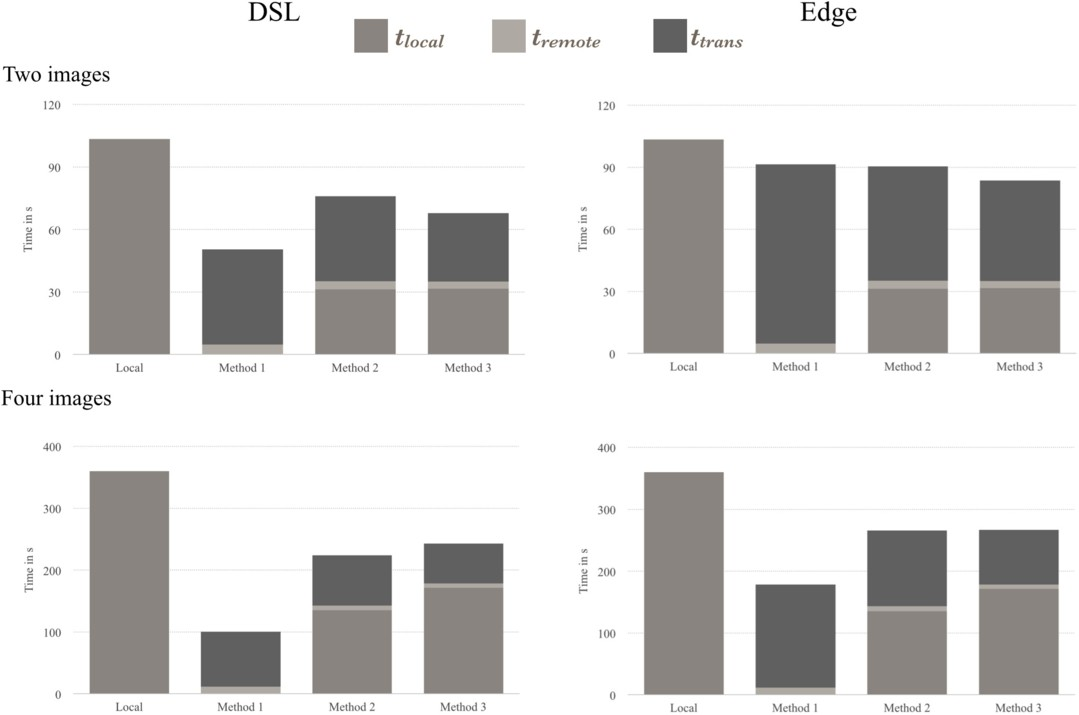 DSL Edge
t_local t_remote t_trans
Two images
120 120
90 90
60 60
30 30
0 0
Time in s Time in s
Local Method 1 Method 2 Method 3 Local Method 1 Method 2 Method 3
Four images
400 400
300 300
200 200
100 100
0 0
Time in s Time in s
Local Method 1 Method 2 Method 3 Local Method 1 Method 2 Method 3